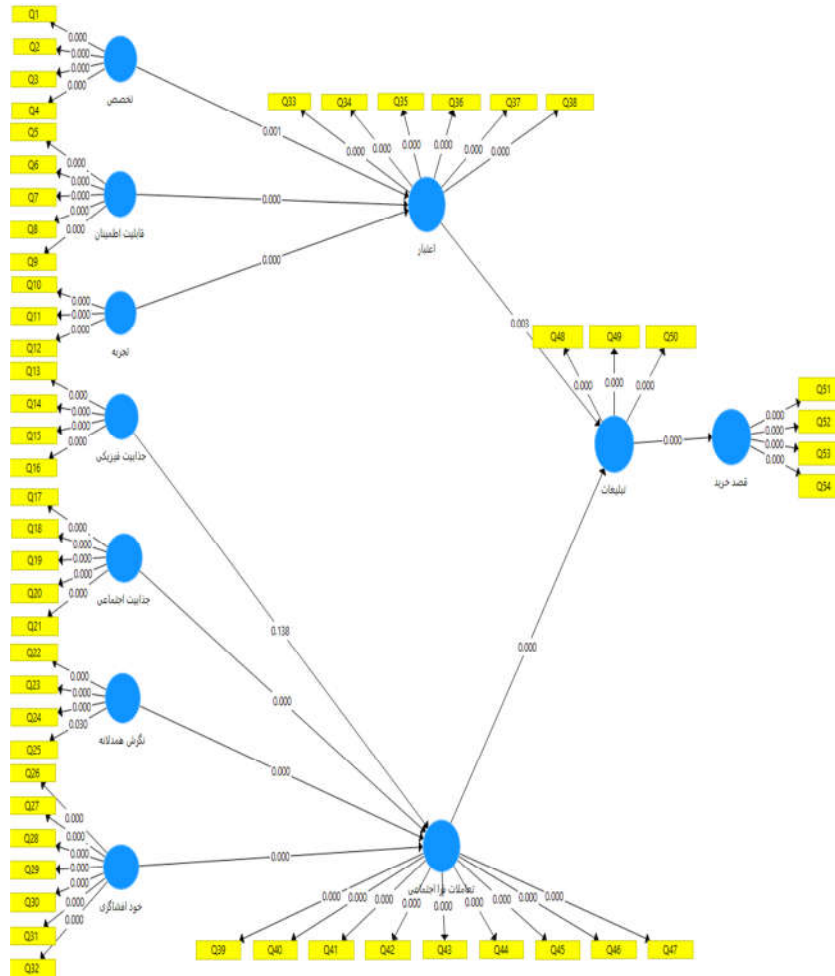 Q1
Q2
Q3
Q4
0.000
0.000
0.000
0.000
تخصص
Q5
Q6
Q7
Q8
Q9
0.000
0.000
0.000
0.000
0.000
قابلیت اطمینان
Q10
Q11
Q12
0.000
0.000
0.000
تجربه
Q13
Q14
Q15
Q16
0.000
0.000
0.000
0.000
جذابیت فیزیکی
Q17
Q18
Q19
Q20
Q21
0.000
0.000
0.000
0.000
0.000
جذابیت اجتماعی
Q22
Q23
Q24
Q25
0.000
0.000
0.000
0.030
نگرش همدلانه
Q26
Q27
Q28
Q29
Q30
Q31
Q32
0.000
0.000
0.000
0.000
0.000
0.000
0.000
خود افشاگری
0.001
0.000
0.000
Q33
Q34
Q35
Q36
Q37
Q38
0.000
0.000
0.000
0.000
0.000
0.000
اعتبار
0.138
0.000
0.000
0.000
تعاملات فرا اجتماعی
0.000
0.000
0.000
0.000
0.000
0.000
0.000
0.000
0.000
Q39
Q40
Q41
Q42
Q43
Q44
Q45
Q46
Q47
0.003
0.000
Q48
Q49
Q50
0.000
0.000
0.000
تبلیغات
0.000
قصد خرید
Q51
Q52
Q53
Q54
0.000
0.000
0.000
0.000